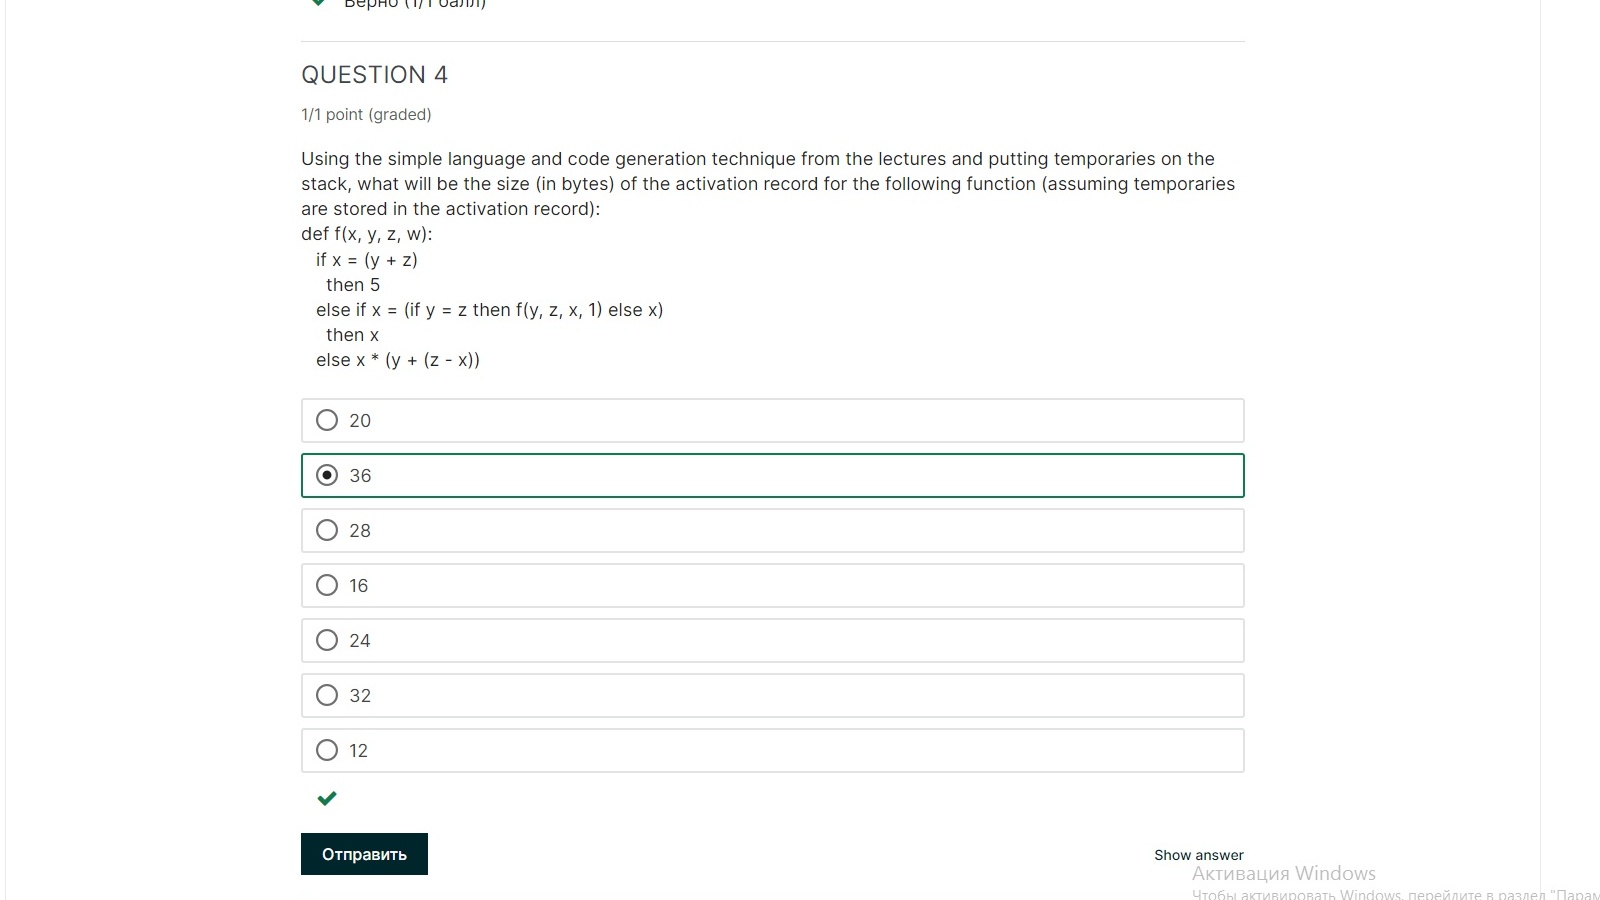 Верно (1/1 балл)
QUESTION 4
1/1 point (graded)
Using the simple language and code generation technique from the lectures and putting temporaries on the
stack, what will be the size (in bytes) of the activation record for the following function (assuming temporaries
are stored in the activation record):
def f(x, y, z, w):
if x = (y + z)
then 5
else if x = (if y = z then f(y, z, x, 1) else x)
then x
else x * (y + (z - x))
20
36
28
16
24
32
12
Отправить
Show answer
Активация Windows
Чтобы активировать Windows, перейдите в раздел "Парам